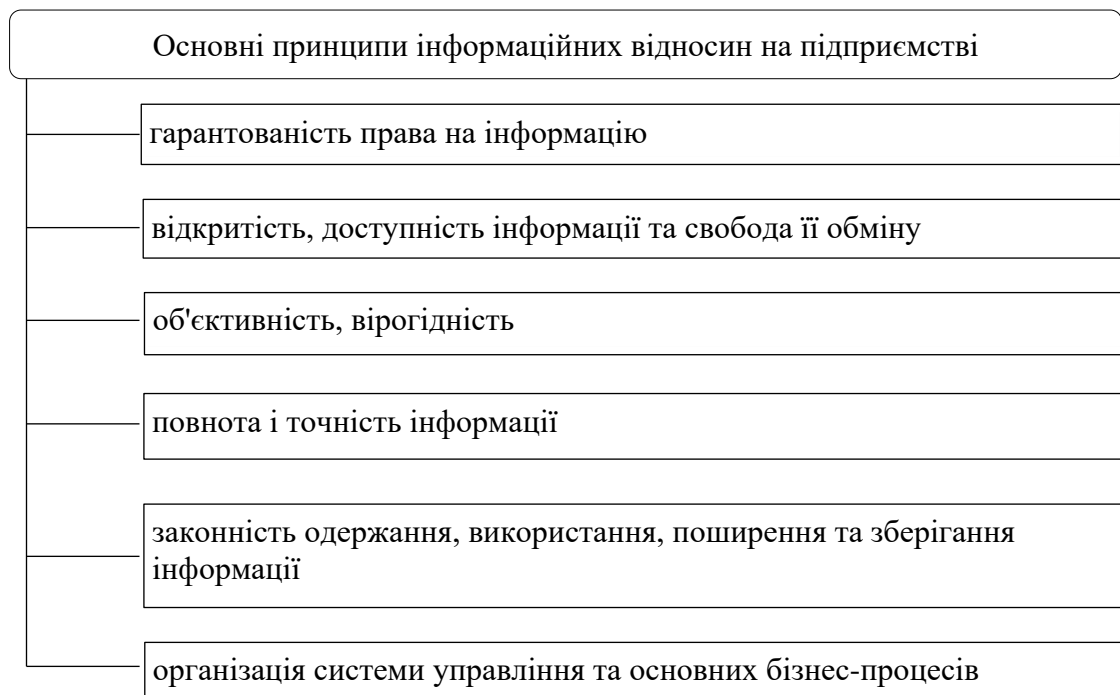 Основні принципи інформаційних відносин на підприємстві
гарантованість права на інформацію
відкритість, доступність інформації та свобода її обміну
об'єктивність, вірогідність
повнота і точність інформації
законність одержання, використання, поширення та зберігання
інформації
організація системи управління та основних бізнес-процесів